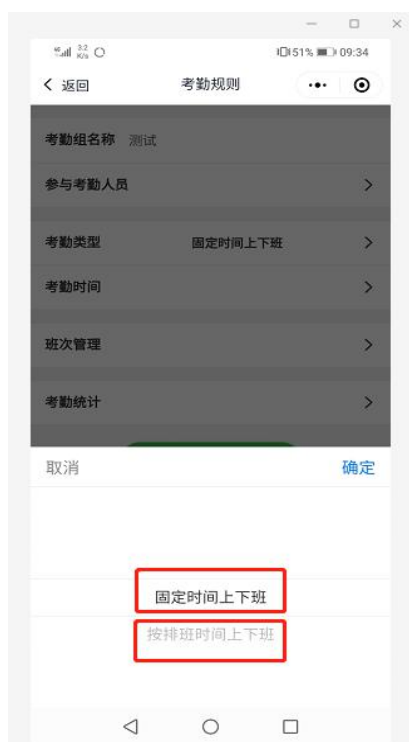 46 3.2 K/s 51% 09:34
返回 考勤规则
考勤组名称 测试
参与考勤人员
考勤类型 固定时间上下班
考勤时间
班次管理
考勤统计
取消 确定
固定时间上下班
按排班时间上下班